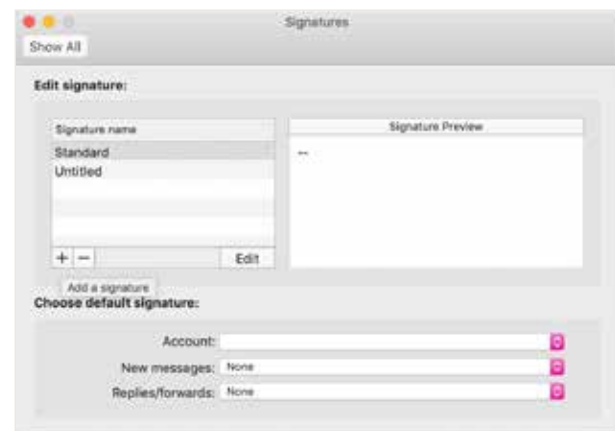 Signatures
Show All
Edit signature:
Signature name
Signature Preview
Standard
--
Untitled
+ − Edit
Add a signature
Choose default signature:
Account:
New messages: None
Replies/forwards: None